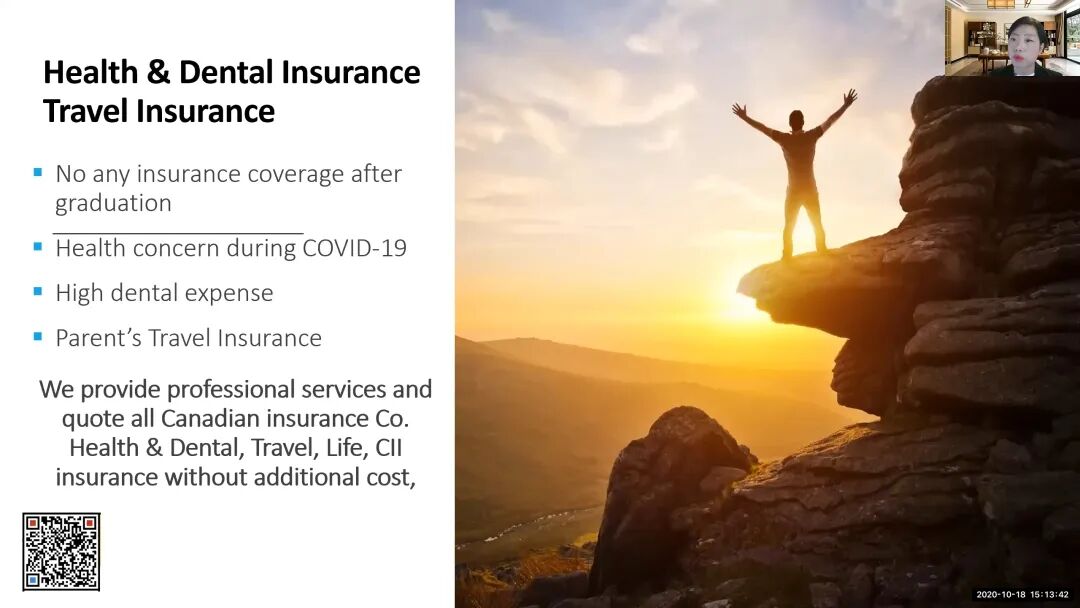 Health & Dental Insurance
Travel Insurance
No any insurance coverage after
graduation
Health concern during COVID-19
High dental expense
Parent’s Travel Insurance
We provide professional services and
quote all Canadian insurance Co.
Health & Dental, Travel, Life, CII
insurance without additional cost,
2020-10-18 15:13:42